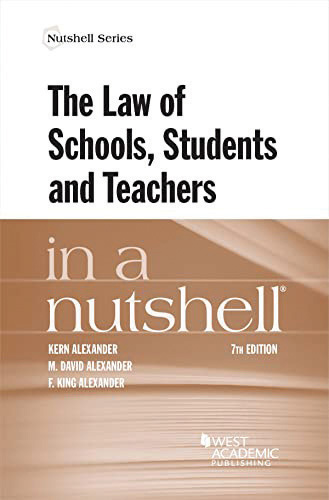 Nutshell Series
The Law of
Schools, Students
and Teachers
in a
nutshell®
KERN ALEXANDER
7TH EDITION
M. DAVID ALEXANDER
F. KING ALEXANDER
WEST
ACADEMIC
PUBLISHING